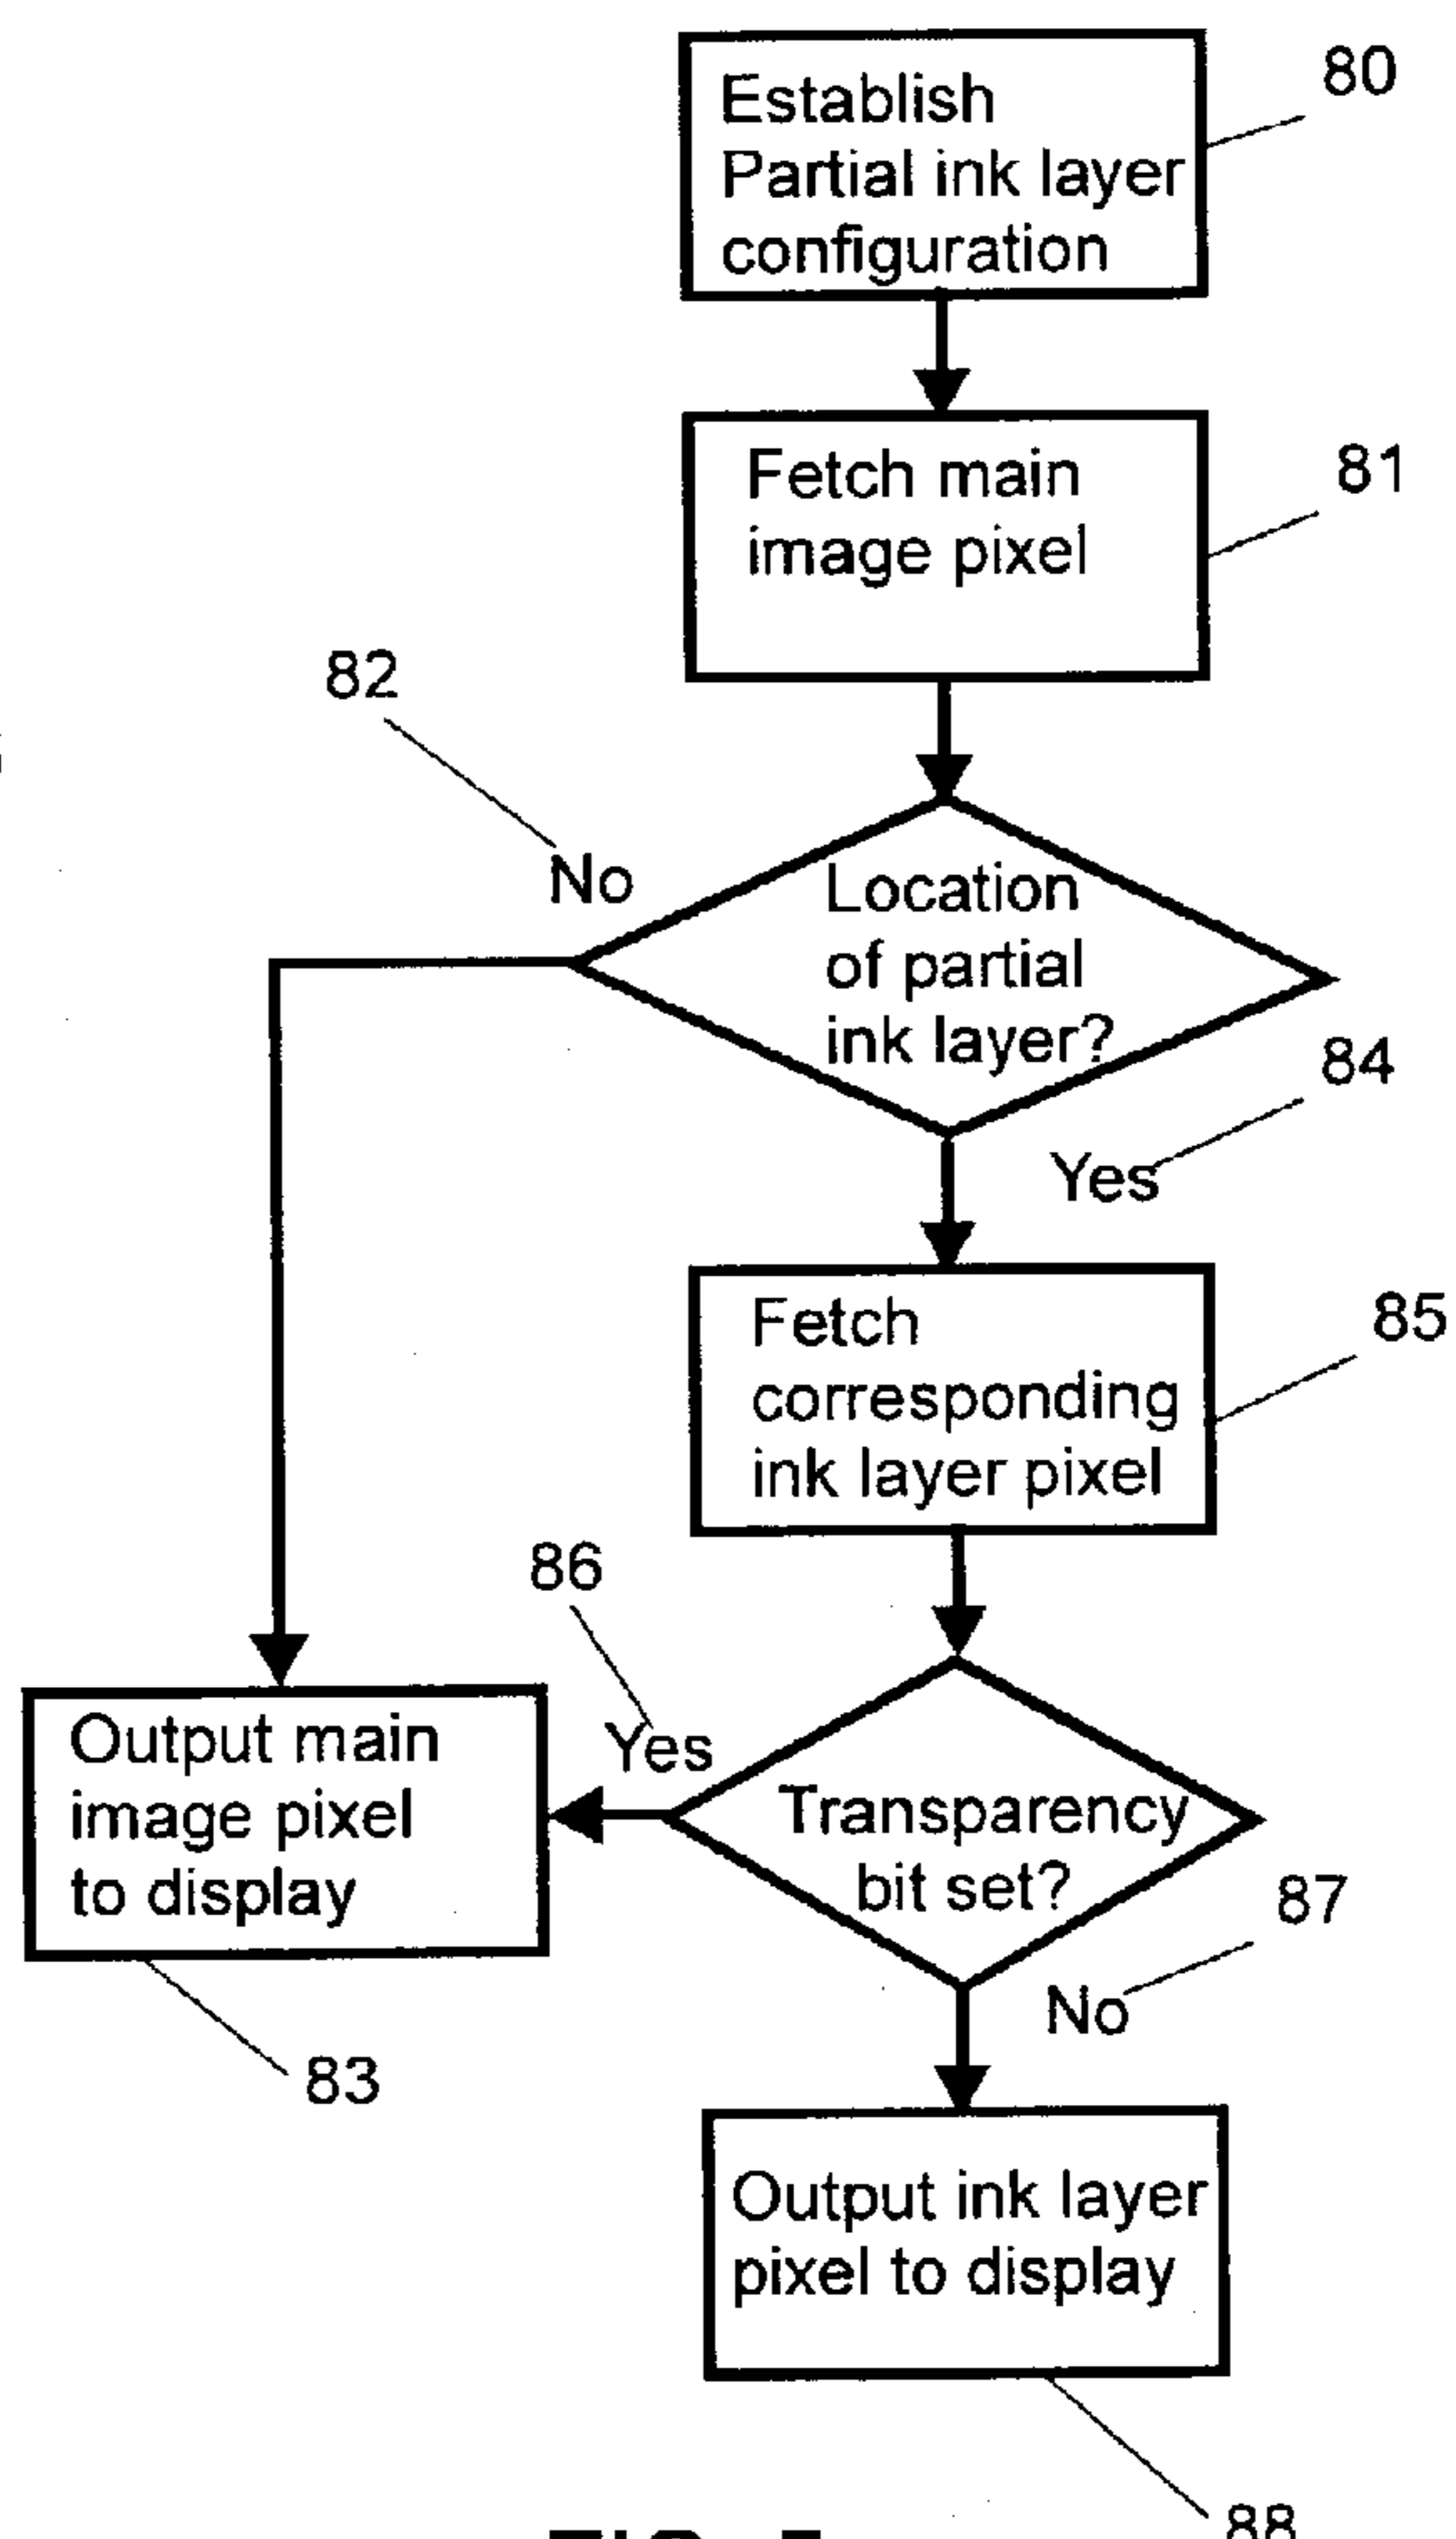 80
Establish
Partial ink layer
configuration
81
Fetch main
image pixel
82
No
Location
of partial
ink layer?
84
Yes
85
Fetch
corresponding
ink layer pixel
86
Yes
Output main
image pixel
to display
Transparency
bit set?
87
No
83
Output ink layer
pixel to display
88